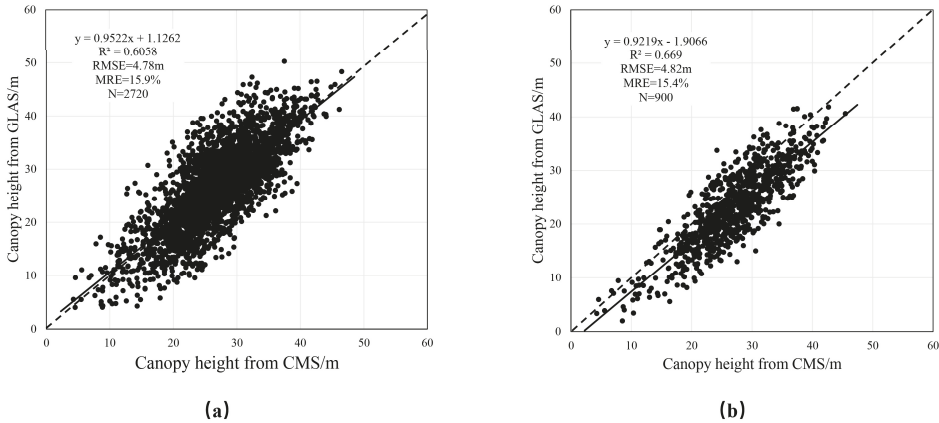 60
50
40
30
20
10
0
Canopy height from GLAS/m
y = 0.9522x + 1.1262
R² = 0.6058
RMSE=4.78m
MRE=15.9%
N=2720
0 10 20 30 40 50 60
Canopy height from CMS/m
(a)
60
50
40
30
20
10
0
Canopy height from GLAS/m
y = 0.9219x - 1.9066
R² = 0.669
RMSE=4.82m
MRE=15.4%
N=900
0 10 20 30 40 50 60
Canopy height from CMS/m
(b)